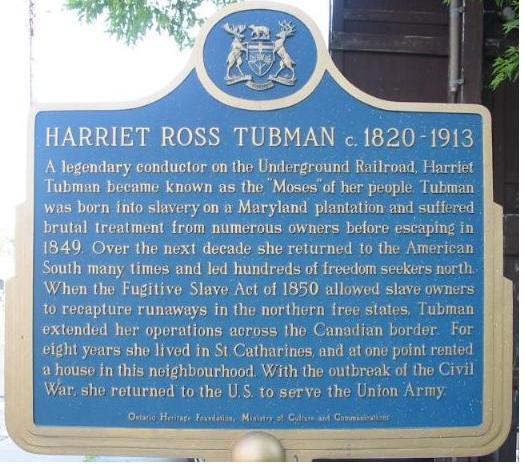 HARRIET ROSS TUBMAN c. 1820-1913
A legendary conductor on the Underground Railroad, Harriet
Tubman became known as the "Moses" of her people. Tubman
was born into slavery on a Maryland plantation and suffered
brutal treatment from numerous owners before escaping in
1849. Over the next decade she returned to the American
South many times and led hundreds of freedom seekers north.
When the Fugitive Slave Act of 1850 allowed slave owners
to recapture runaways in the northern free states, Tubman
extended her operations across the Canadian border. For
eight years she lived in St. Catharines, and at one point rented
a house in this neighbourhood. With the outbreak of the Civil
War, she returned to the U.S. to serve the Union Army.
Ontario Heritage Foundation, Ministry of Culture and Communications